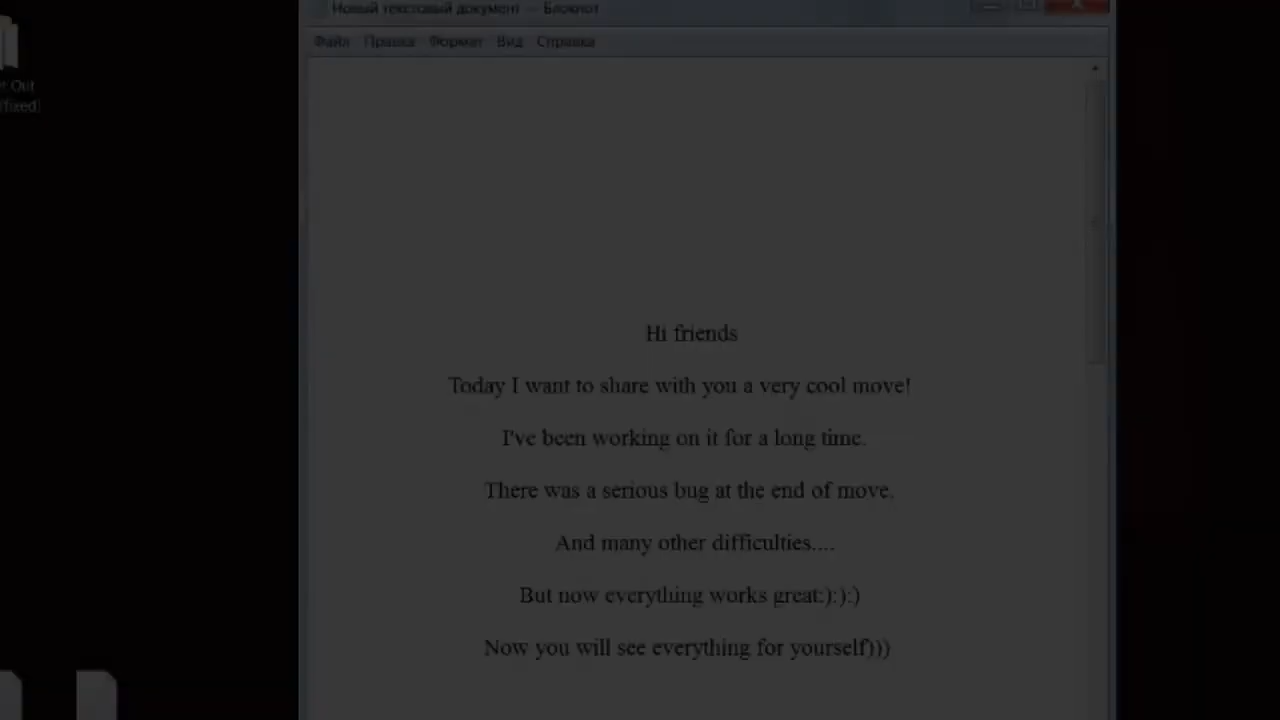 Новый текстовый документ — Блокнот
Файл Правка Формат Вид Справка
Out
(fixed)
Hi friends
Today I want to share with you a very cool move!
I've been working on it for a long time.
There was a serious bug at the end of move.
And many other difficulties....
But now everything works great:):):)
Now you will see everything for yourself)))